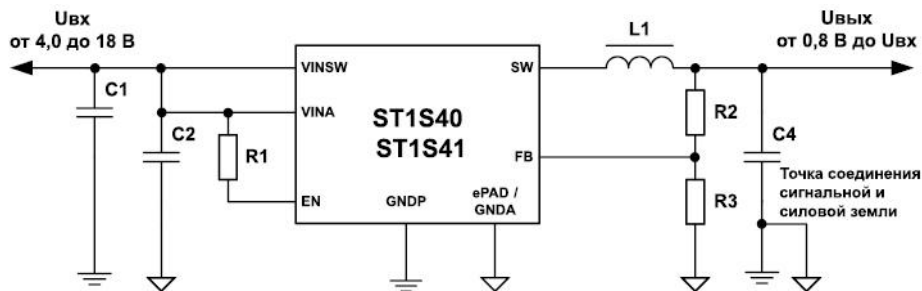 Uвх
от 4,0 до 18 В
Uвых
от 0,8 В до Uвх
L1
VINSW
SW
C1
VINA
ST1S40
ST1S41
R2
C2
R1
C4
FB
Точка соединения
сигнальной и
силовой земли
R3
EN
GNDP
ePAD /
GNDA